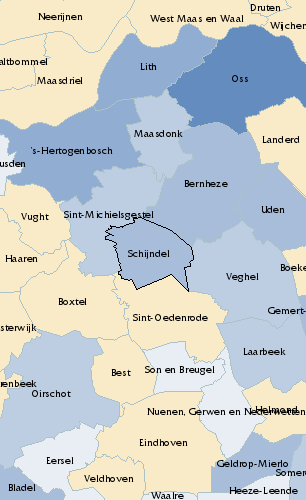 Druten
Neerijnen
West Maas en Waal
Wijchen
altbommel
Lith
Oss
Maasdriel
Maasdonk
Landerd
's-Hertogenbosch
usden
Bernheze
Uden
Vught
Sint-Michielsgestel
Haaren
Schijndel
Boeke
Veghel
Boxtel
Gemert-
Sint-Oedenrode
sterwijk
Laarbeek
Best
Son en Breugel
renbeek
Oirschot
Nuenen, Gerwen en Nederwetten
Helmond
Eindhoven
Eersel
Geldrop-Mierlo
Somere
Veldhoven
Bladel
Waalre
Heeze-Leende